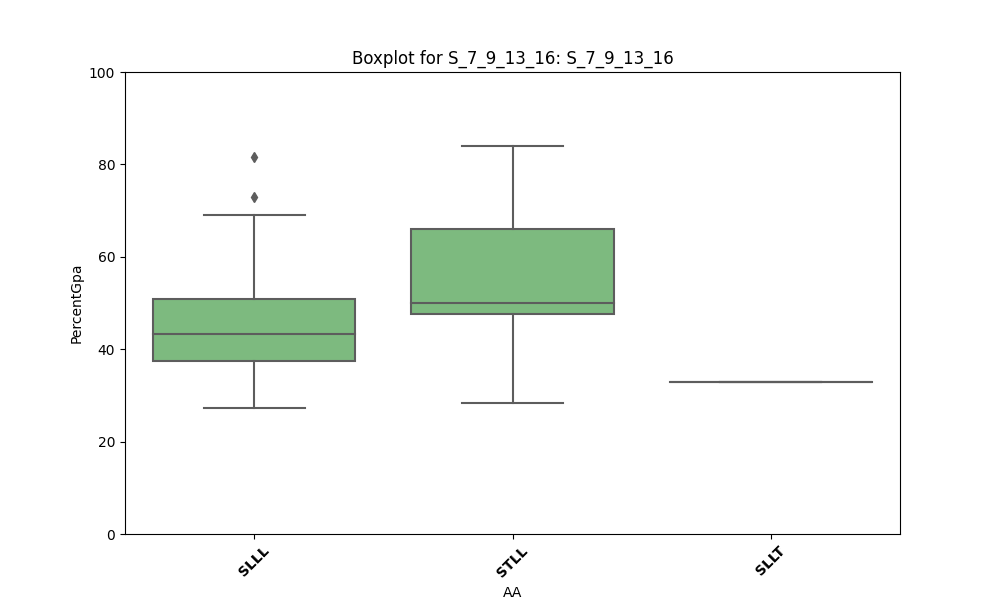 Boxplot for S_7_9_13_16: S_7_9_13_16
100
80
60
40
20
0
PercentGpa
SLLL
STLL
SLLT
AA